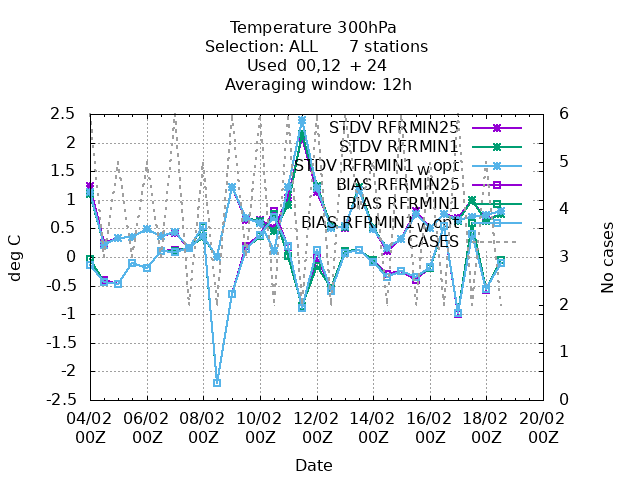 Temperature 300hPa
Selection: ALL 7 stations
Used 00,12 + 24
Averaging window: 12h
2.5
2
1.5
1
0.5
0
-0.5
-1
-1.5
-2
-2.5
deg C
6
5
4
3
2
1
0
No cases
STDV RFRMIN25
STDV RFRMIN1
STDV RFRMIN1_w opt
BIAS RFRMIN25
BIAS RFRMIN1
BIAS RFRMIN1_w opt
CASES
04/02 06/02 08/02 10/02 12/02 14/02 16/02 18/02 20/02
00Z 00Z 00Z 00Z 00Z 00Z 00Z 00Z 00Z
Date